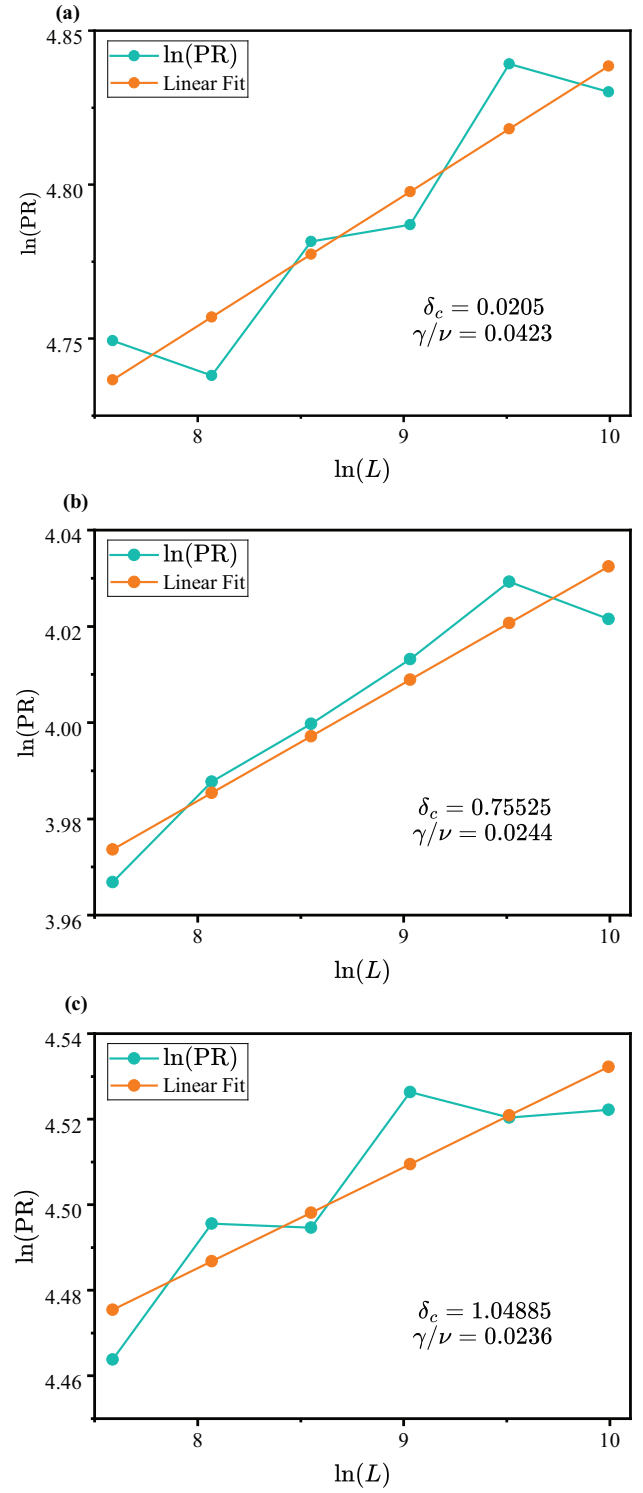 (a)
4.85
ln(PR)
Linear Fit
4.80
ln(PR)
δc = 0.0205
γ/ν = 0.0423
4.75
8
9
10
ln(L)
(b)
4.04
ln(PR)
Linear Fit
4.02
ln(PR)
4.00
3.98
δc = 0.75525
γ/ν = 0.0244
3.96
8
9
10
ln(L)
(c)
4.54
ln(PR)
Linear Fit
4.52
ln(PR)
4.50
4.48
δc = 1.04885
γ/ν = 0.0236
4.46
8
9
10
ln(L)